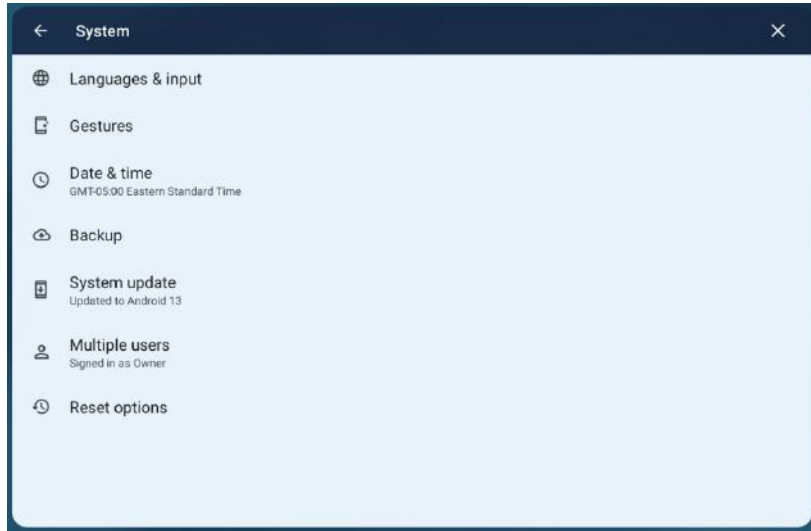 System
Languages & input
Gestures
Date & time
GMT-05:00 Eastern Standard Time
Backup
System update
Updated to Android 13
Multiple users
Signed in as Owner
Reset options